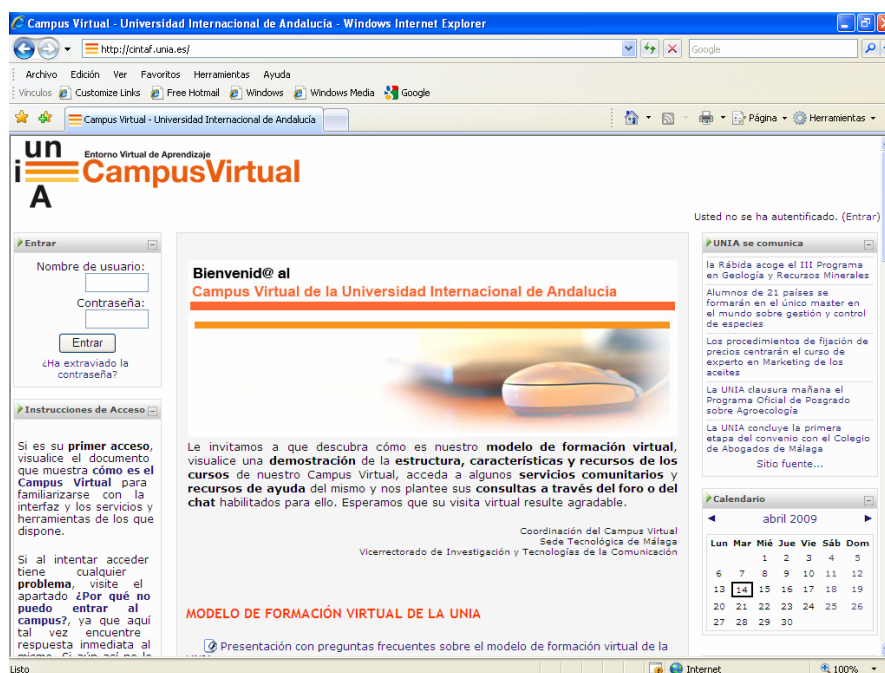 Campus Virtual - Universidad Internacional de Andalucía - Windows Internet Explorer
http://cintaf.unia.es/
Google
Archivo Edición Ver Favoritos Herramientas Ayuda
Vínculos Customize Links Free Hotmail Windows Windows Media Google
Campus Virtual - Universidad Internacional de Andalucía
Página Herramientas
un
i
A
Entorno Virtual de Aprendizaje
CampusVirtual
Usted no se ha autentificado. (Entrar)
Entrar
Nombre de usuario:
Contraseña:
Entrar
¿Ha extraviado la
contraseña?
Instrucciones de Acceso
Si es su primer acceso,
visualice el documento
que muestra cómo es el
Campus Virtual para
familiarizarse con la
interfaz y los servicios y
herramientas de los que
dispone.
Si al intentar acceder
tiene cualquier
problema, visite el
apartado ¿Por qué no
puedo entrar al
campus?, ya que aquí
tal vez encuentre
respuesta inmediata al
mismo. Si aún así no le
Bienvenid@ al
Campus Virtual de la Universidad Internacional de Andalucía
Le invitamos a que descubra cómo es nuestro modelo de formación virtual,
visualice una demostración de la estructura, características y recursos de los
cursos de nuestro Campus Virtual, acceda a algunos servicios comunitarios y
recursos de ayuda del mismo y nos plantee sus consultas a través del foro o del
chat habilitados para ello. Esperamos que su visita virtual resulte agradable.
Coordinación del Campus Virtual
Sede Tecnológica de Málaga
Vicerrectorado de Investigación y Tecnologías de la Comunicación
MODELO DE FORMACIÓN VIRTUAL DE LA UNIA
Presentación con preguntas frecuentes sobre el modelo de formación virtual de la
UNIA se comunica
la Rábida acoge el III Programa
en Geología y Recursos Minerales
Alumnos de 21 países se
formarán en el único master en
el mundo sobre gestión y control
de especies
Los procedimientos de fijación de
precios centrarán el curso de
experto en Marketing de los
aceites
La UNIA clausura mañana el
Programa Oficial de Posgrado
sobre Agroecología
La UNIA concluye la primera
etapa del convenio con el Colegio
de Abogados de Málaga
Sitio fuente...
Calendario
abril 2009
Lun Mar Mié Jue Vie Sáb Dom
1 2 3 4 5
6 7 8 9 10 11 12
13 14 15 16 17 18 19
20 21 22 23 24 25 26
27 28 29 30
Listo
Internet
100%